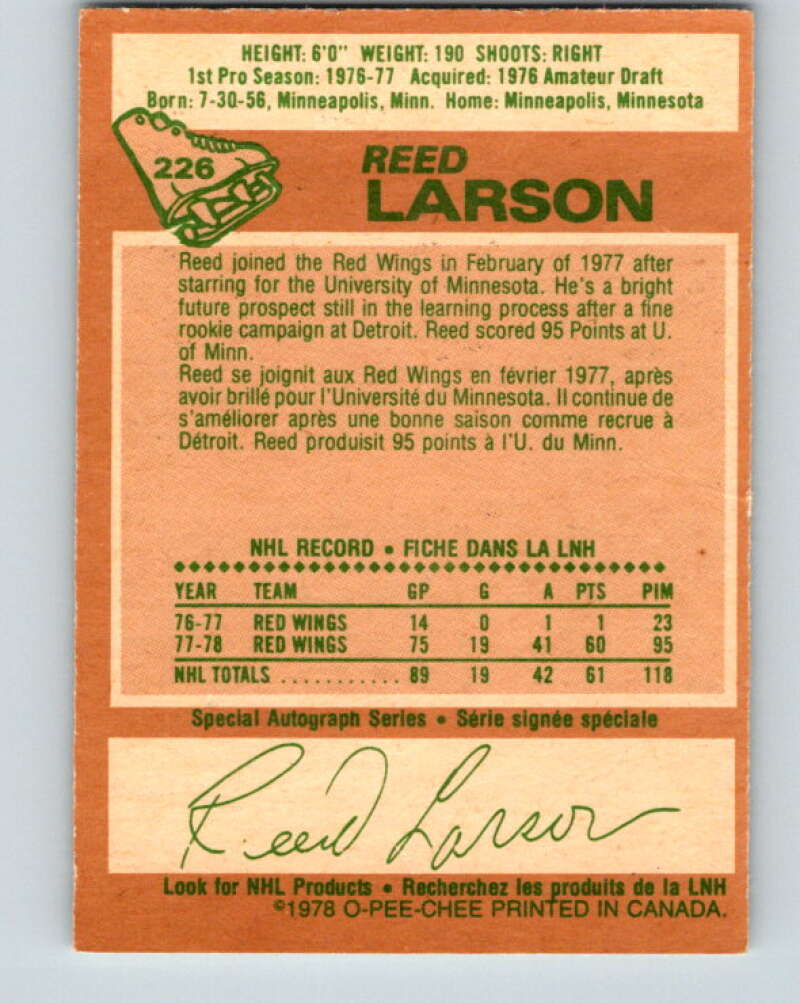 HEIGHT: 6'0" WEIGHT: 190 SHOOTS: RIGHT
1st Pro Season: 1976-77 Acquired: 1976 Amateur Draft
Born: 7-30-56, Minneapolis, Minn. Home: Minneapolis, Minnesota
226
REED
LARSON
Reed joined the Red Wings in February of 1977 after
starring for the University of Minnesota. He's a bright
future prospect still in the learning process after a fine
rookie campaign at Detroit. Reed scored 95 Points at U.
of Minn.
Reed se joignit aux Red Wings en février 1977, après
avoir brillé pour l'Université du Minnesota. Il continue de
s'améliorer après une bonne saison comme recrue à
Détroit. Reed produisit 95 points à l'U. du Minn.
NHL RECORD • FICHE DANS LA LNH
YEAR TEAM GP G A PTS PIM
76-77 RED WINGS 14 0 1 1 23
77-78 RED WINGS 75 19 41 60 95
NHL TOTALS ........... 89 19 42 61 118
Special Autograph Series • Série signée spéciale
Reed Larson
Look for NHL Products • Recherchez les produits de la LNH
©1978 O-PEE-CHEE PRINTED IN CANADA.